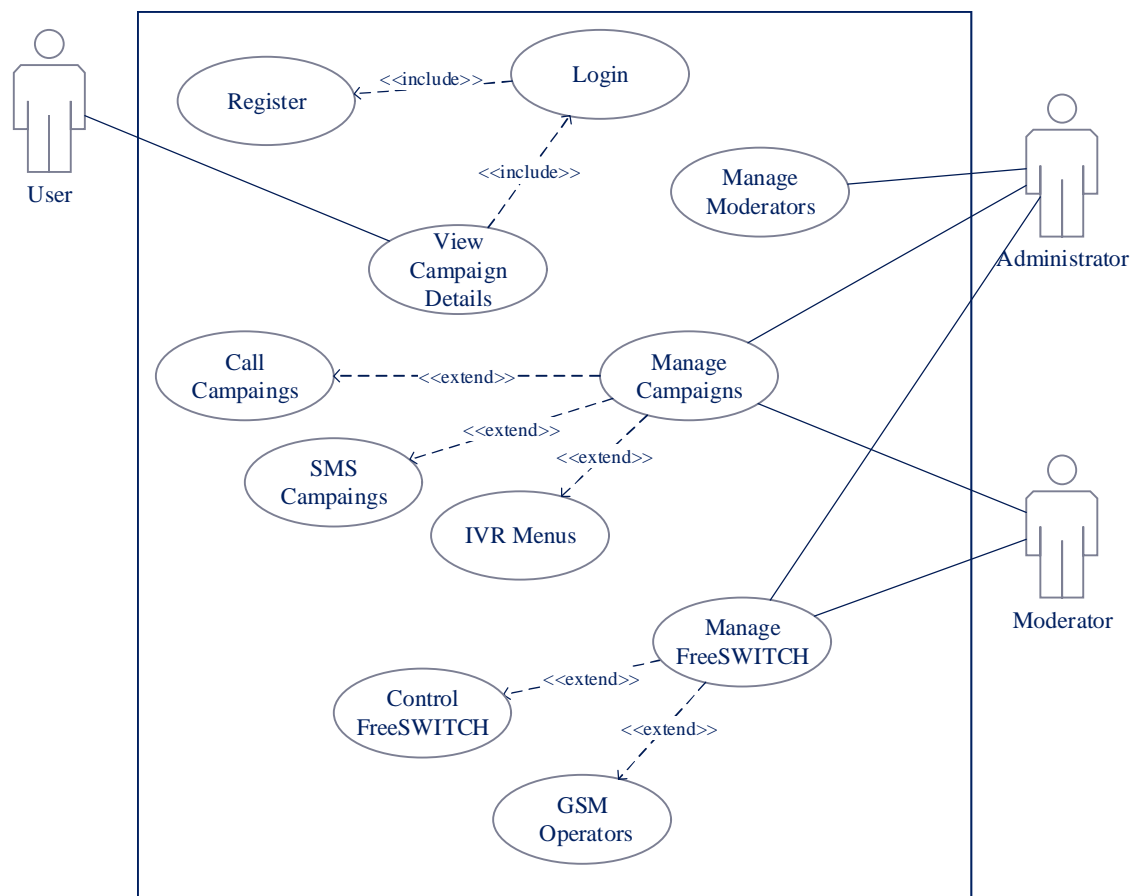 Register
<<include>>
Login
User
<<include>>
Manage
Moderators
Administrator
View
Campaign
Details
Call
Campaings
<<extend>>
Manage
Campaigns
SMS
Campaings
<<extend>>
<<extend>>
IVR Menus
Moderator
Manage
FreeSWITCH
Control
FreeSWITCH
<<extend>>
<<extend>>
GSM
Operators